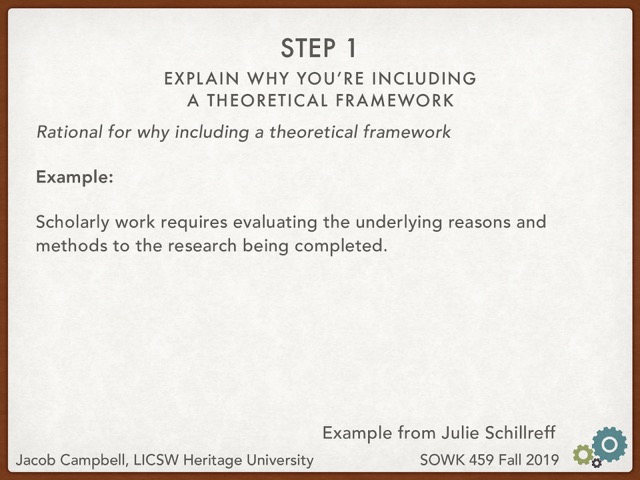 STEP 1
EXPLAIN WHY YOU’RE INCLUDING
A THEORETICAL FRAMEWORK
Rational for why including a theoretical framework
Example:
Scholarly work requires evaluating the underlying reasons and
methods to the research being completed.
Example from Julie Schillreff
Jacob Campbell, LICSW Heritage University
SOWK 459 Fall 2019